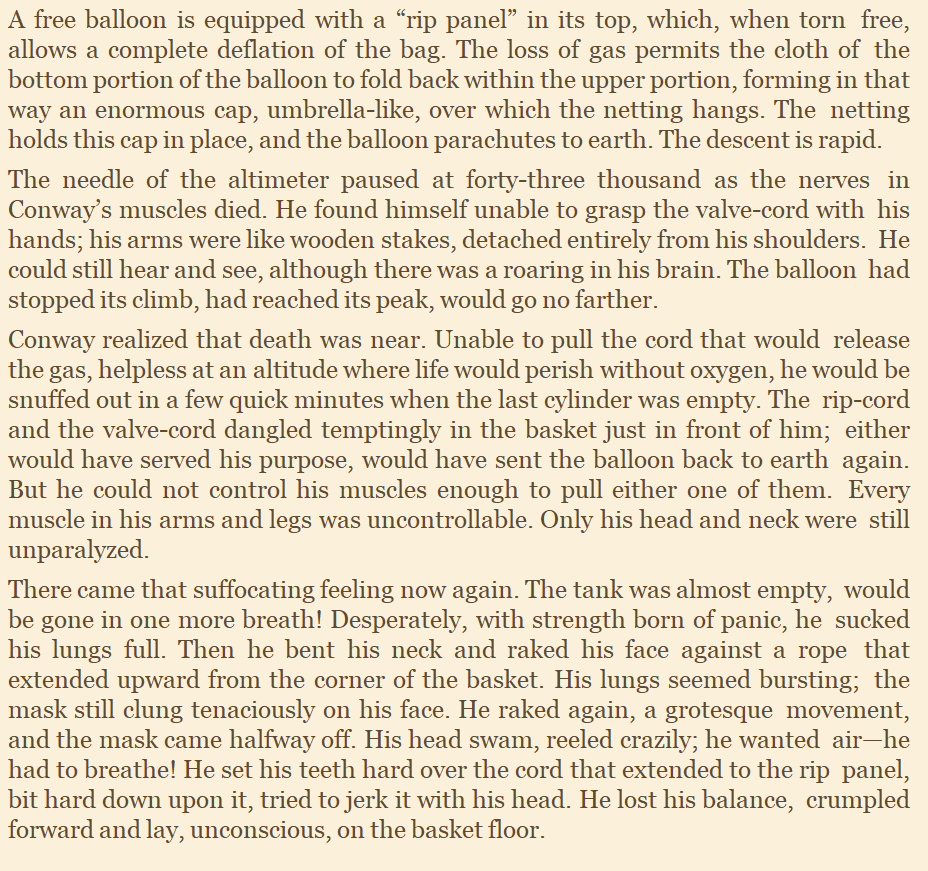 A free balloon is equipped with a “rip panel” in its top, which, when torn free,
allows a complete deflation of the bag. The loss of gas permits the cloth of the
bottom portion of the balloon to fold back within the upper portion, forming in that
way an enormous cap, umbrella-like, over which the netting hangs. The netting
holds this cap in place, and the balloon parachutes to earth. The descent is rapid.
The needle of the altimeter paused at forty-three thousand as the nerves in
Conway’s muscles died. He found himself unable to grasp the valve-cord with his
hands; his arms were like wooden stakes, detached entirely from his shoulders. He
could still hear and see, although there was a roaring in his brain. The balloon had
stopped its climb, had reached its peak, would go no farther.
Conway realized that death was near. Unable to pull the cord that would release
the gas, helpless at an altitude where life would perish without oxygen, he would be
snuffed out in a few quick minutes when the last cylinder was empty. The rip-cord
and the valve-cord dangled temptingly in the basket just in front of him; either
would have served his purpose, would have sent the balloon back to earth again.
But he could not control his muscles enough to pull either one of them. Every
muscle in his arms and legs was uncontrollable. Only his head and neck were still
unparalyzed.
There came that suffocating feeling now again. The tank was almost empty, would
be gone in one more breath! Desperately, with strength born of panic, he sucked
his lungs full. Then he bent his neck and raked his face against a rope that
extended upward from the corner of the basket. His lungs seemed bursting; the
mask still clung tenaciously on his face. He raked again, a grotesque movement,
and the mask came halfway off. His head swam, reeled crazily; he wanted air—he
had to breathe! He set his teeth hard over the cord that extended to the rip panel,
bit hard down upon it, tried to jerk it with his head. He lost his balance, crumpled
forward and lay, unconscious, on the basket floor.